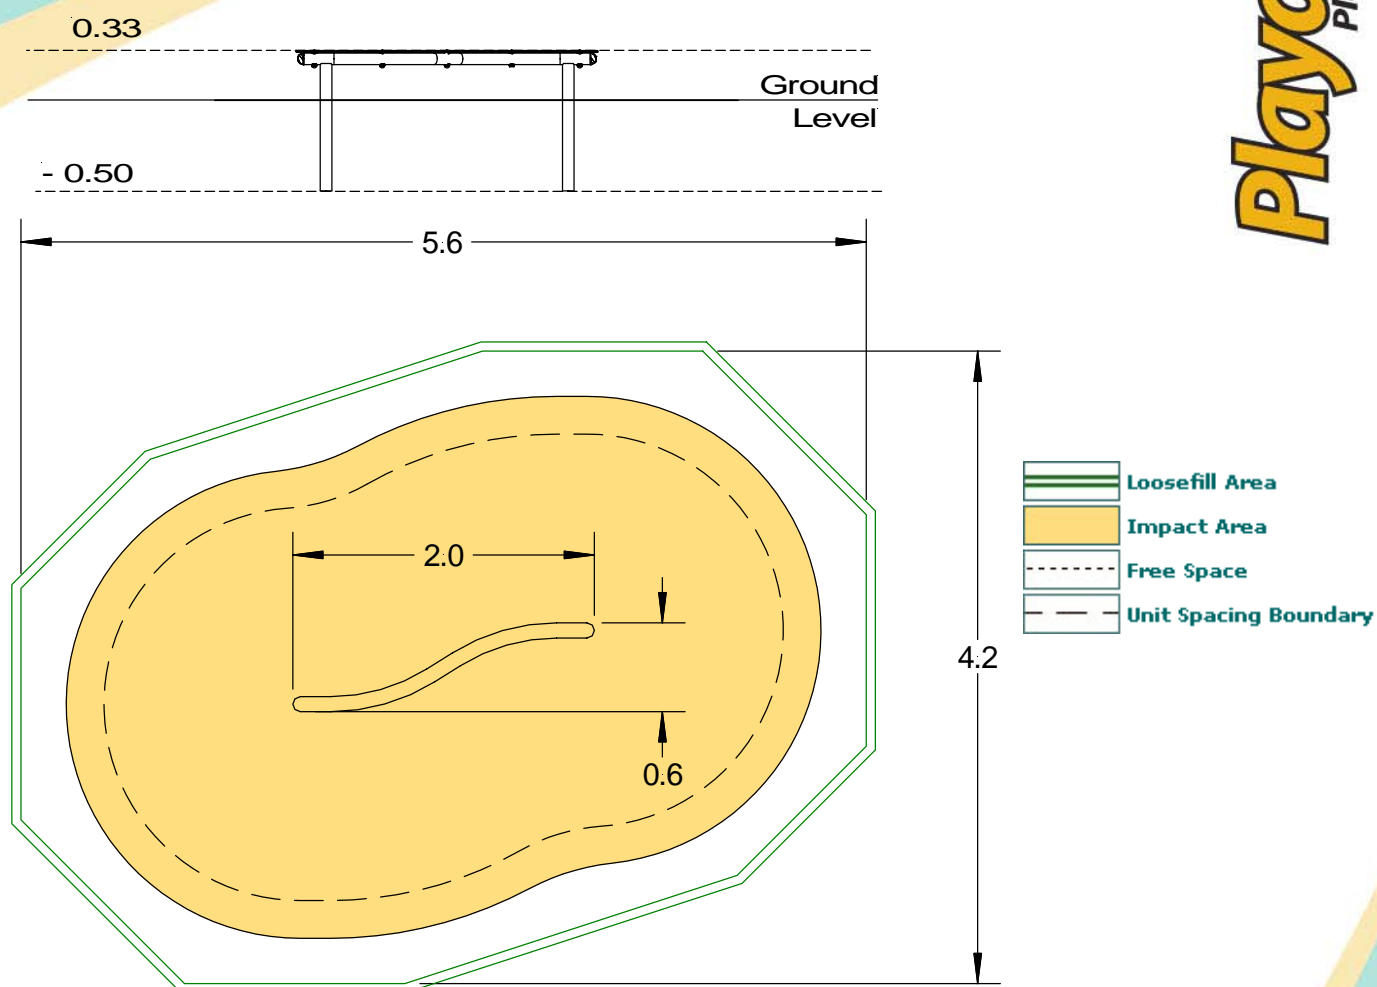 0.33
Ground
Level
- 0.50
5.6
2.0
0.6
4.2
Loosefill Area
Impact Area
Free Space
Unit Spacing Boundary